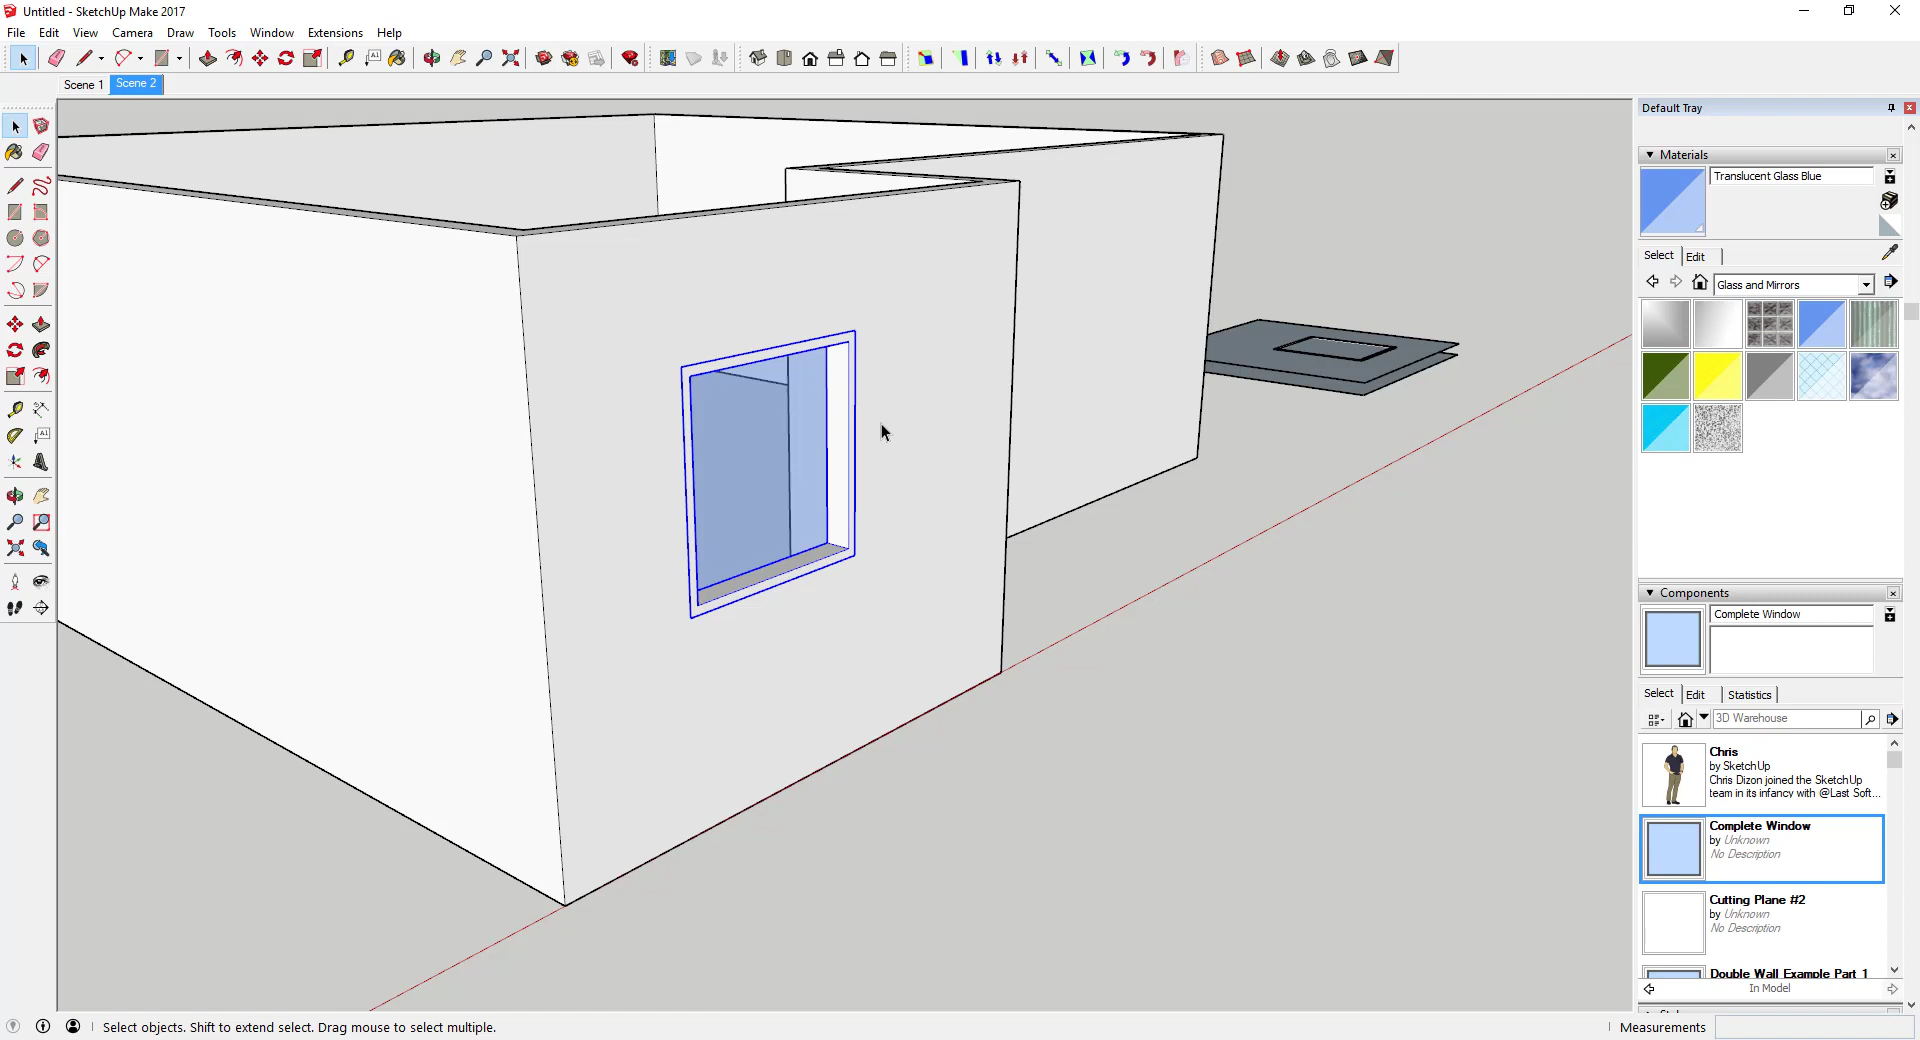 Untitled - SketchUp Make 2017
File Edit View Camera Draw Tools Window Extensions Help
Scene 1 Scene 2
Default Tray
Materials
Translucent Glass Blue
Select Edit
Glass and Mirrors
Components
Complete Window
Select Edit Statistics
3D Warehouse
Chris
by SketchUp
Chris Dizon joined the SketchUp
team in its infancy with @Last Soft...
Complete Window
by Unknown
No Description
Cutting Plane #2
by Unknown
No Description
Double Wall Example Part 1
In Model
Select objects. Shift to extend select. Drag mouse to select multiple.
Measurements